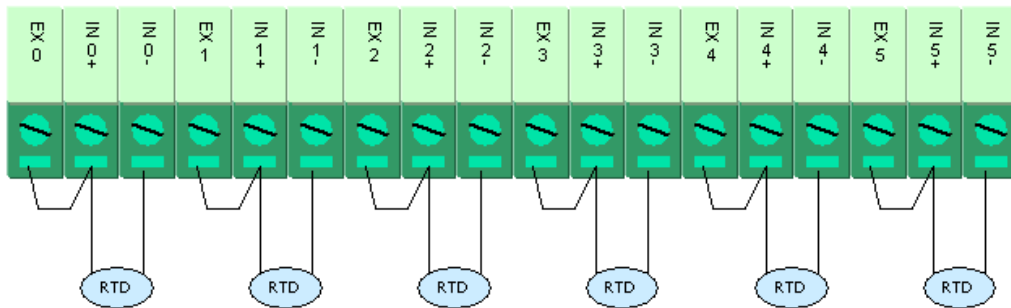 EX 0 IN 0+ IN 0- EX 1 IN 1+ IN 1- EX 2 IN 2+ IN 2- EX 3 IN 3+ IN 3- EX 4 IN 4+ IN 4- EX 5 IN 5+ IN 5-
RTD RTD RTD RTD RTD RTD